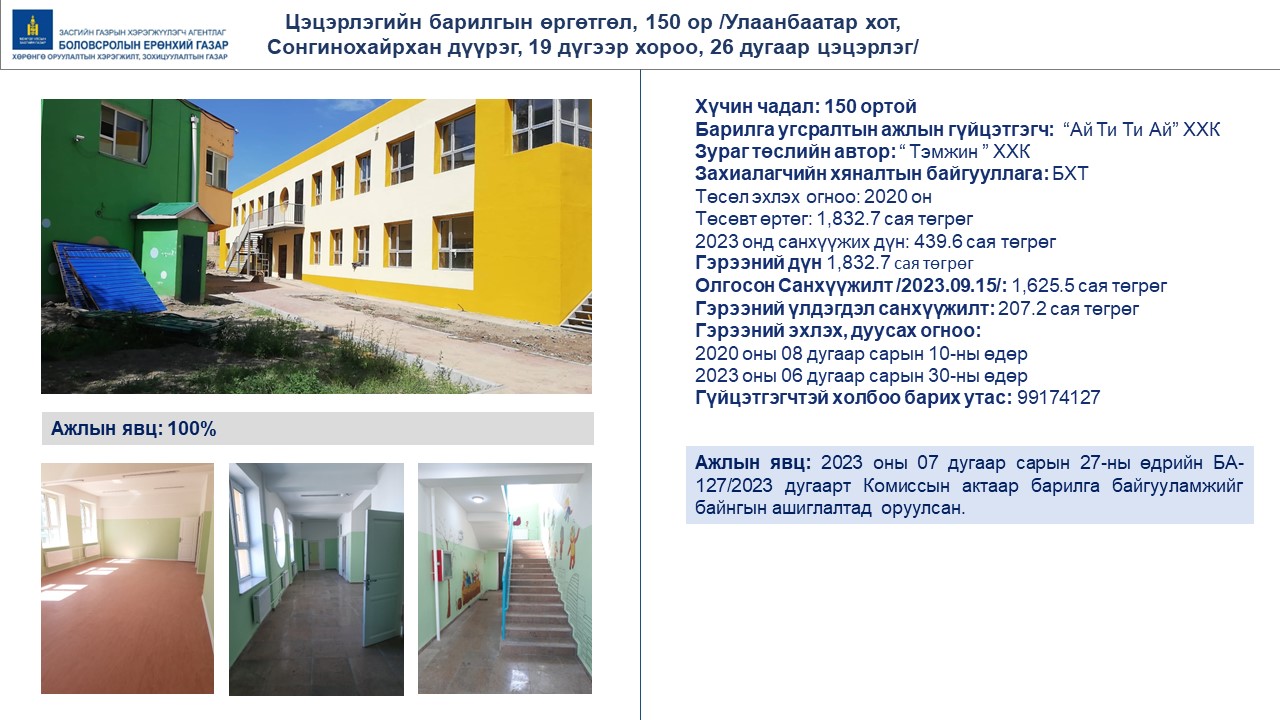 ЗАСГИЙН ГАЗРЫН ХЭРЭГЖҮҮЛЭГЧ АГЕНТЛАГ
БОЛОВСРОЛЫН ЕРӨНХИЙ ГАЗАР
ХӨРӨНГӨ ОРУУЛАЛТЫН ХЭРЭГЖИЛТ, ЗОХИЦУУЛАЛТЫН ГАЗАР
Цэцэрлэгийн барилгын өргөтгөл, 150 ор /Улаанбаатар хот,
Сонгинохайрхан дүүрэг, 19 дүгээр хороо, 26 дугаар цэцэрлэг/
Ажлын явц: 100%
Хүчин чадал: 150 ортой
Барилга угсралтын ажлын гүйцэтгэгч: “Ай Ти Ти Ай” ХХК
Зураг төслийн автор: “ Тэмжин ” ХХК
Захиалагчийн хяналтын байгууллага: БХТ
Төсөл эхлэх огноо: 2020 он
Төсөвт өртөг: 1,832.7 сая төгрөг
2023 онд санхүүжих дүн: 439.6 сая төгрөг
Гэрээний дүн 1,832.7 сая төгрөг
Олгосон Санхүүжилт /2023.09.15/: 1,625.5 сая төгрөг
Гэрээний үлдэгдэл санхүүжилт: 207.2 сая төгрөг
Гэрээний эхлэх, дуусах огноо:
2020 оны 08 дугаар сарын 10-ны өдөр
2023 оны 06 дугаар сарын 30-ны өдөр
Гүйцэтгэгчтэй холбоо барих утас: 99174127
Ажлын явц: 2023 оны 07 дугаар сарын 27-ны өдрийн БА-
127/2023 дугаарт Комиссын актаар барилга байгууламжийг
байнгын ашиглалтад оруулсан.